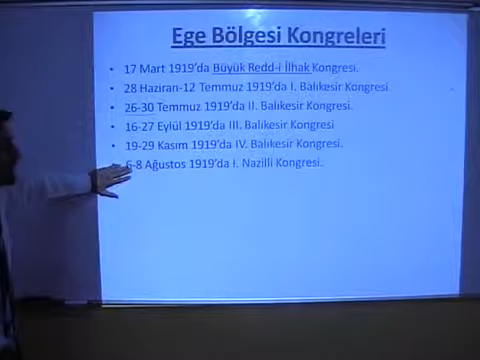 Ege Bölgesi Kongreleri
• 17 Mart 1919'da Büyük Redd-i İlhak Kongresi.
• 28 Haziran-12 Temmuz 1919'da I. Balıkesir Kongresi
• 26-30 Temmuz 1919'da II. Balıkesir Kongresi.
• 16-27 Eylül 1919'da III. Balıkesir Kongresi
• 19-29 Kasım 1919'da IV. Balıkesir Kongresi.
• 6-8 Ağustos 1919'da I. Nazilli Kongresi.